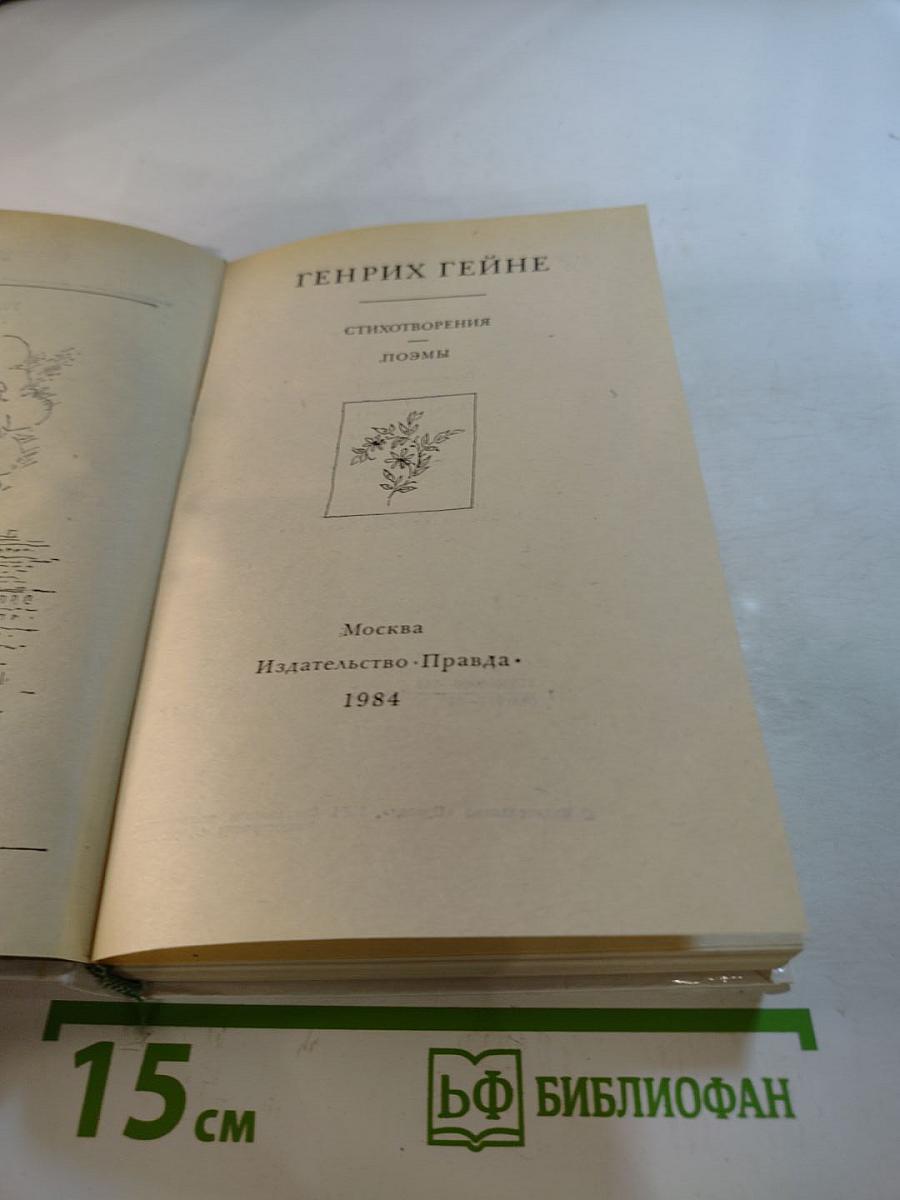 ГЕНРИХ ГЕЙНЕ
СТИХОТВОРЕНИЯ
ПОЭМЫ
Москва
Издательство «Правда»
1984
15 см
ЬФ БИБЛИОФАН